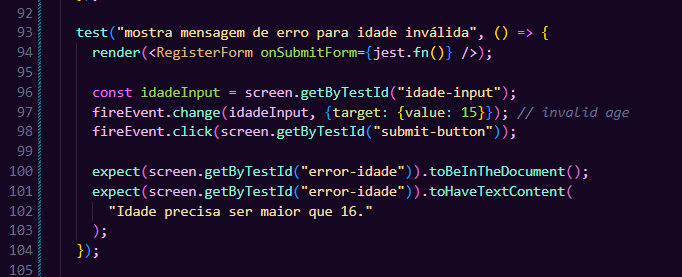 92
93 test("mostra mensagem de erro para idade inválida", () => {
94 render(<RegisterForm onSubmitForm={jest.fn()} />);
95
96 const idadeInput = screen.getByTestId("idade-input");
97 fireEvent.change(idadeInput, {target: {value: 15}}); // invalid age
98 fireEvent.click(screen.getByTestId("submit-button"));
99
100 expect(screen.getByTestId("error-idade")).toBeInTheDocument();
101 expect(screen.getByTestId("error-idade")).toHaveTextContent(
102 "Idade precisa ser maior que 16."
103 );
104 });
105